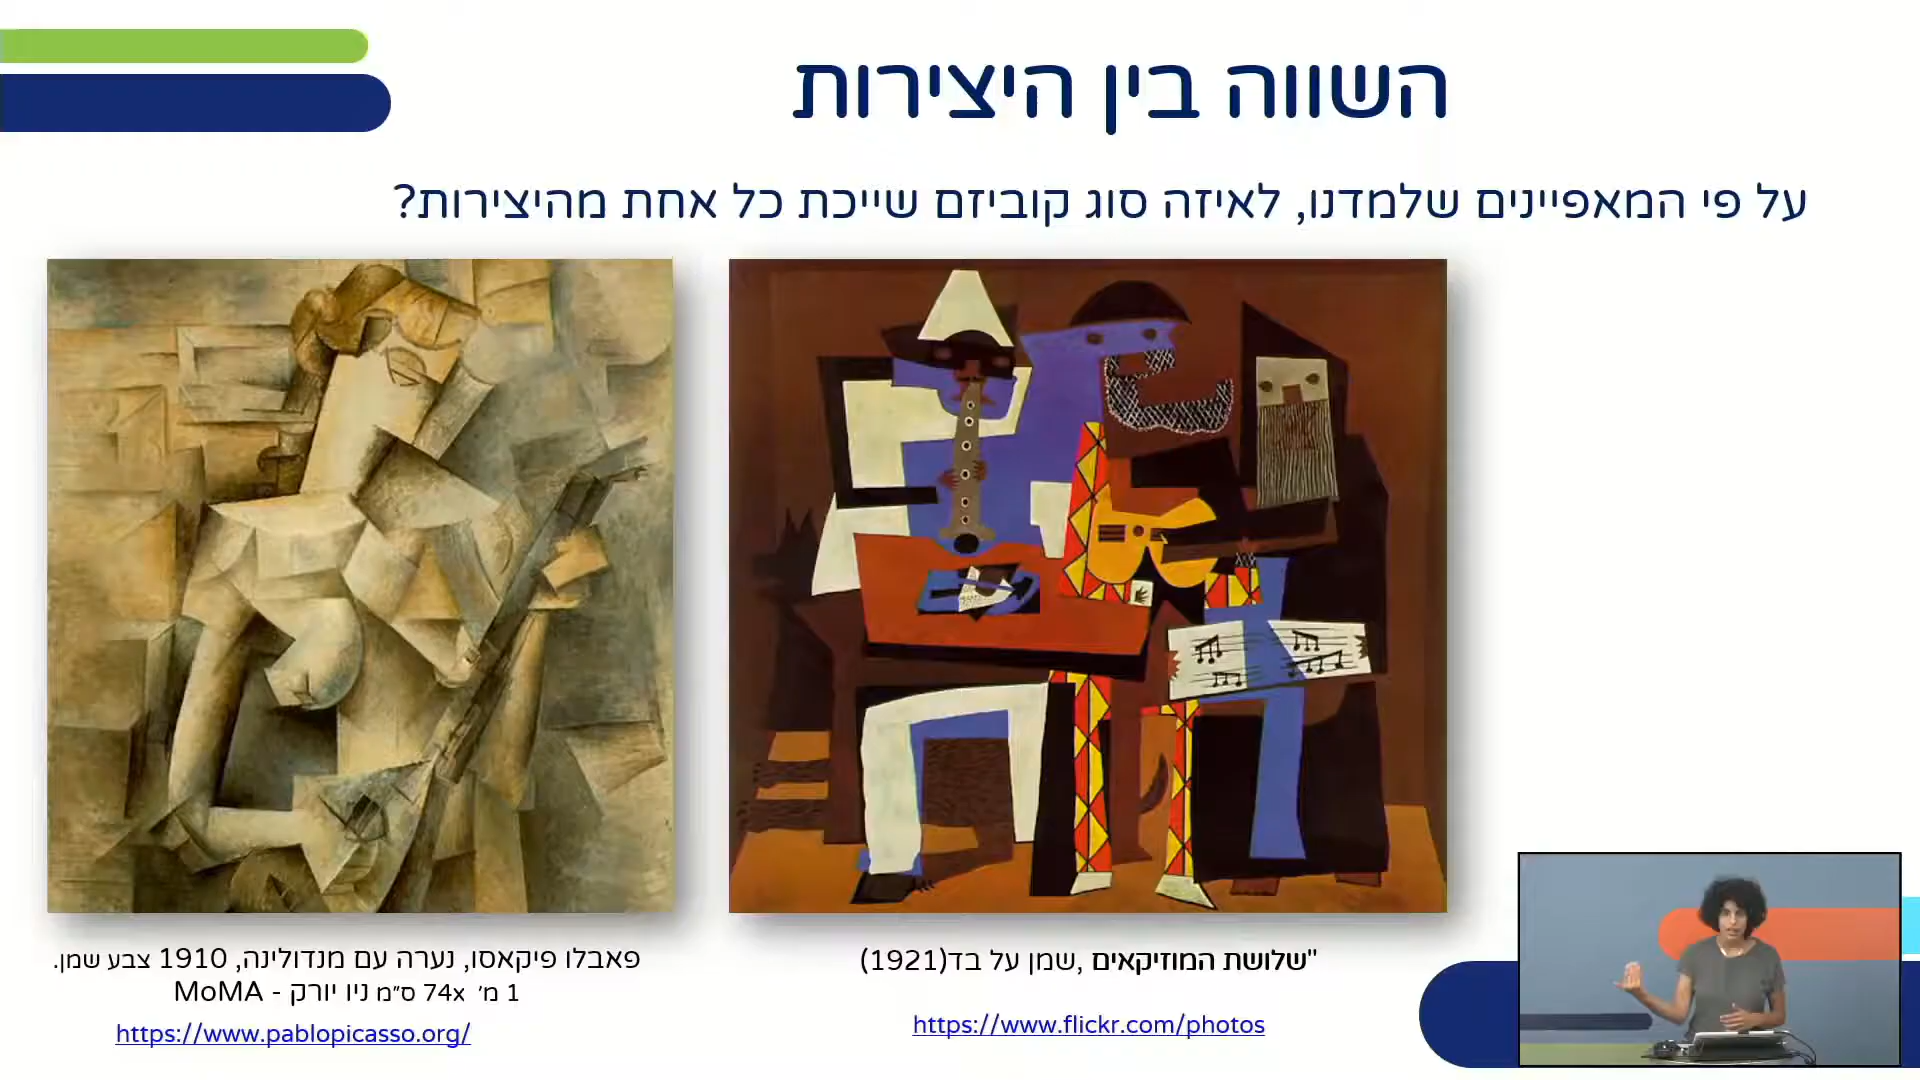 השווה בין היצירות
על פי המאפיינים שלמדנו, לאיזה סוג קוביזם שייכת כל אחת מהיצירות?
"שלושת המוזיקאים ,שמן על בד(1921)
https://www.flickr.com/photos
פאבלו פיקאסו, נערה עם מנדולינה, 1910 צבע שמן.
1 מ׳ 74x ס״מ ניו יורק - MoMA
https://www.pablopicasso.org/